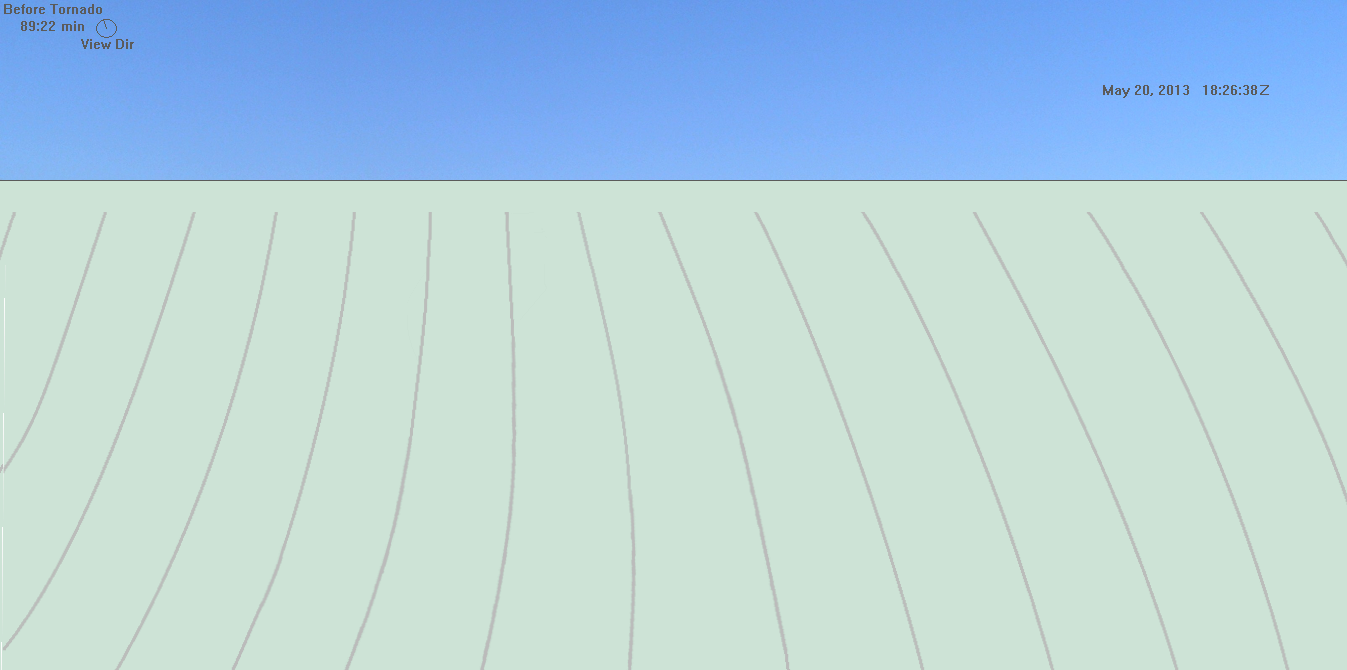 Before Tornado
89:22 min
View Dir
May 20, 2013 18:26:38Z